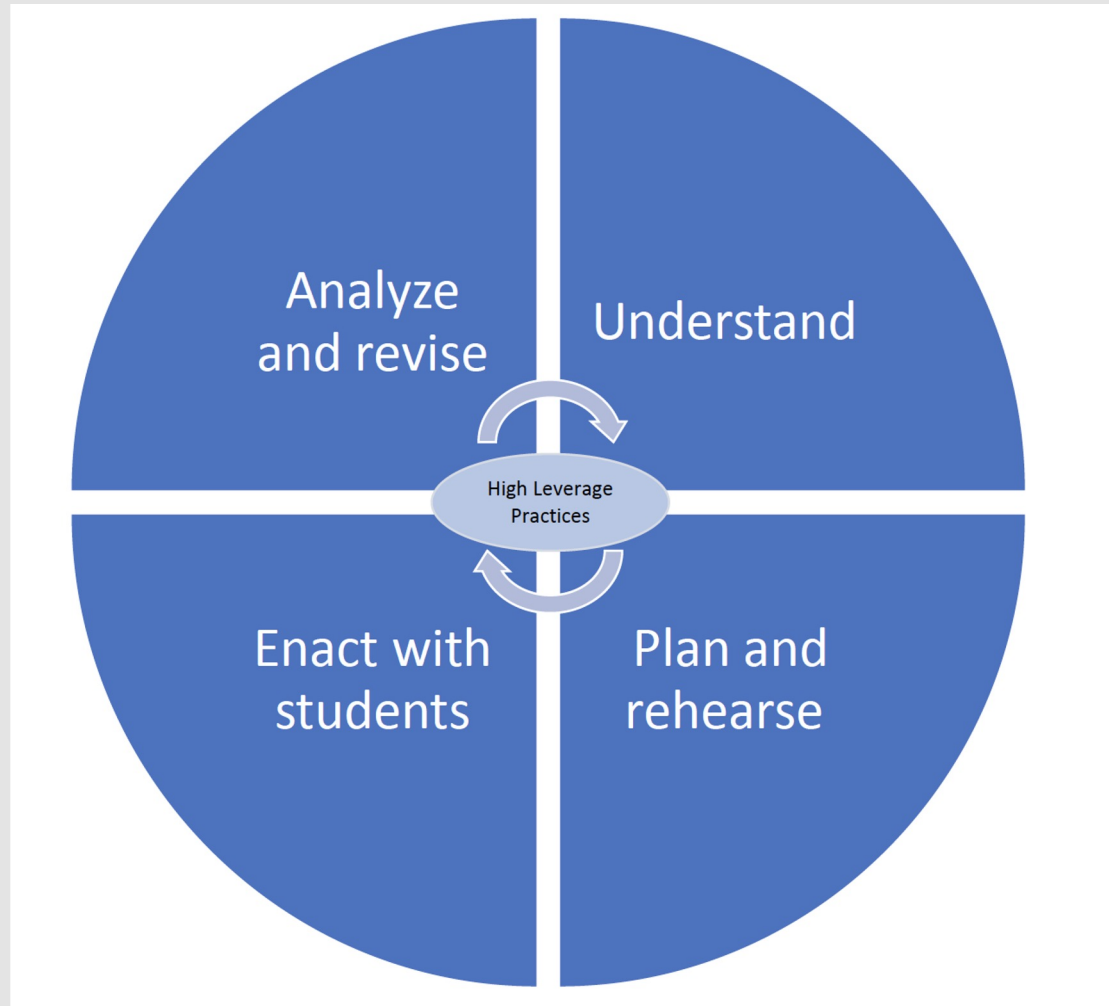 Analyze
and revise
Understand
High Leverage
Practices
Enact with
students
Plan and
rehearse